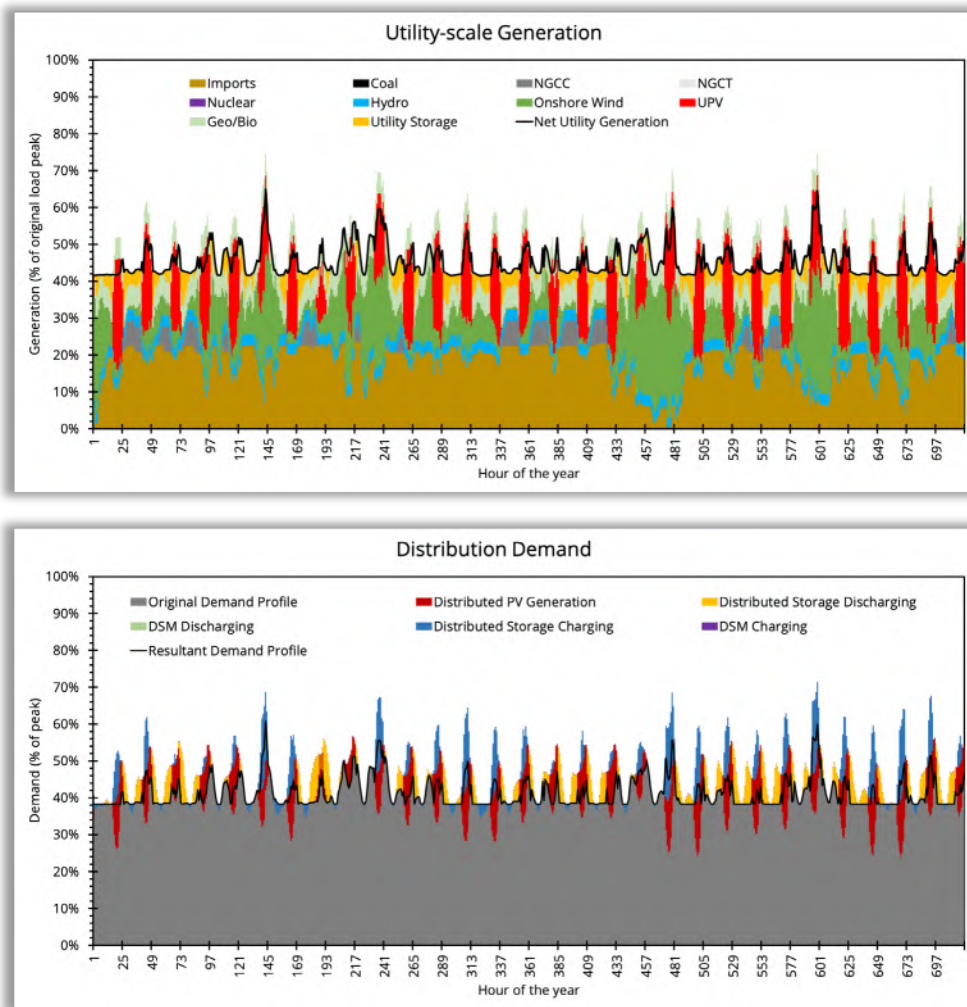 Utility-scale Generation
100%
90%
80%
70%
60%
50%
40%
30%
20%
10%
0%
Generation (% of original load peak)
Imports Coal NGCC NGCT
Nuclear Hydro Onshore Wind UPV
Geo/Bio Utility Storage Net Utility Generation
1 25 49 73 97 121 145 169 193 217 241 265 289 313 337 361 385 409 433 457 481 505 529 553 577 601 625 649 673 697
Hour of the year
Distribution Demand
100%
90%
80%
70%
60%
50%
40%
30%
20%
10%
0%
Demand (% of peak)
Original Demand Profile Distributed PV Generation Distributed Storage Discharging
DSM Discharging Distributed Storage Charging DSM Charging
Resultant Demand Profile
1 25 49 73 97 121 145 169 193 217 241 265 289 313 337 361 385 409 433 457 481 505 529 553 577 601 625 649 673 697
Hour of the year